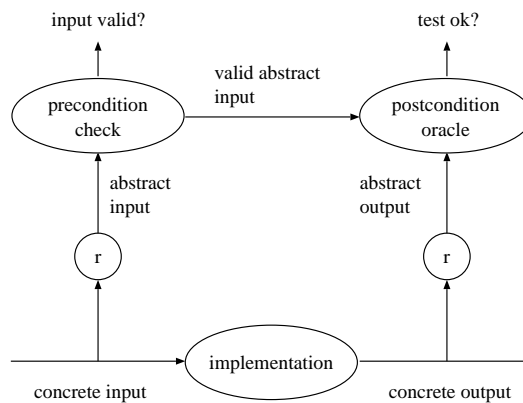 input valid?
test ok?
valid abstract
input
precondition
check
postcondition
oracle
abstract
input
abstract
output
r
r
implementation
concrete input
concrete output